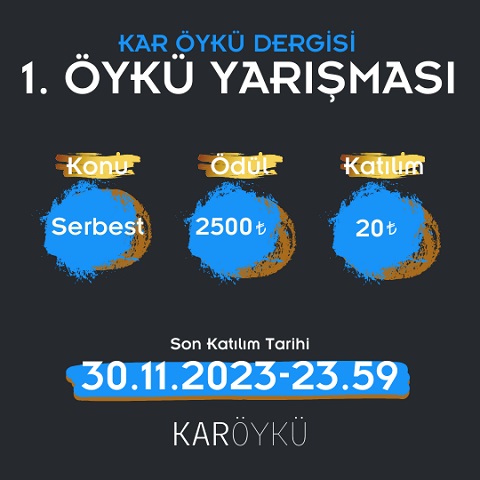 KAR ÖYKÜ DERGİSİ
1. ÖYKÜ YARIŞMASI
Konu
Ödül
Katılım
Serbest
2500₺
20₺
Son Katılım Tarihi
30.11.2023-23.59
KARÖYKÜ